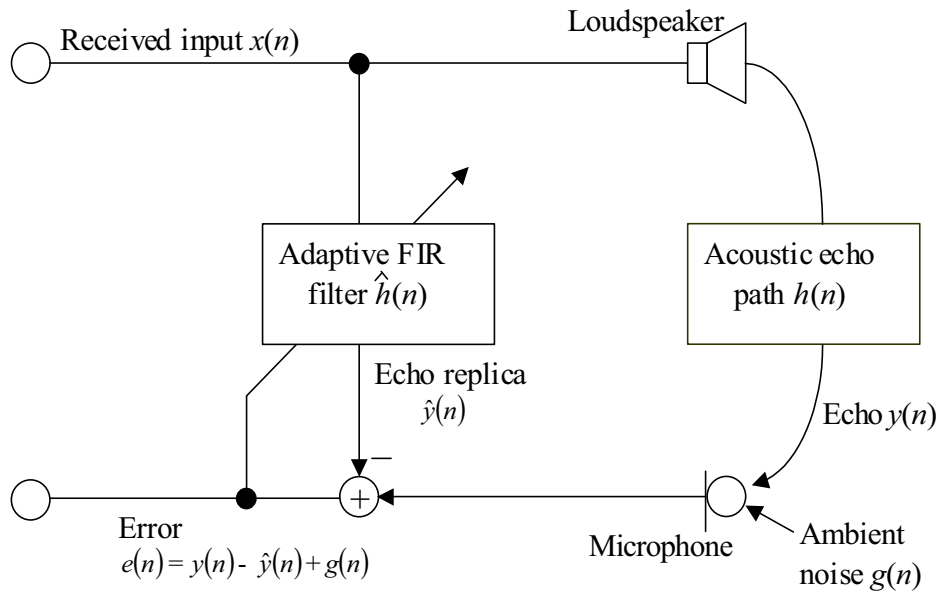 Loudspeaker
Received input x(n)
Adaptive FIR
filter ĥ(n)
Acoustic echo
path h(n)
Echo replica
ŷ(n)
Echo y(n)
−
+
Error
e(n) = y(n) - ŷ(n) + g(n)
Microphone
Ambient
noise g(n)